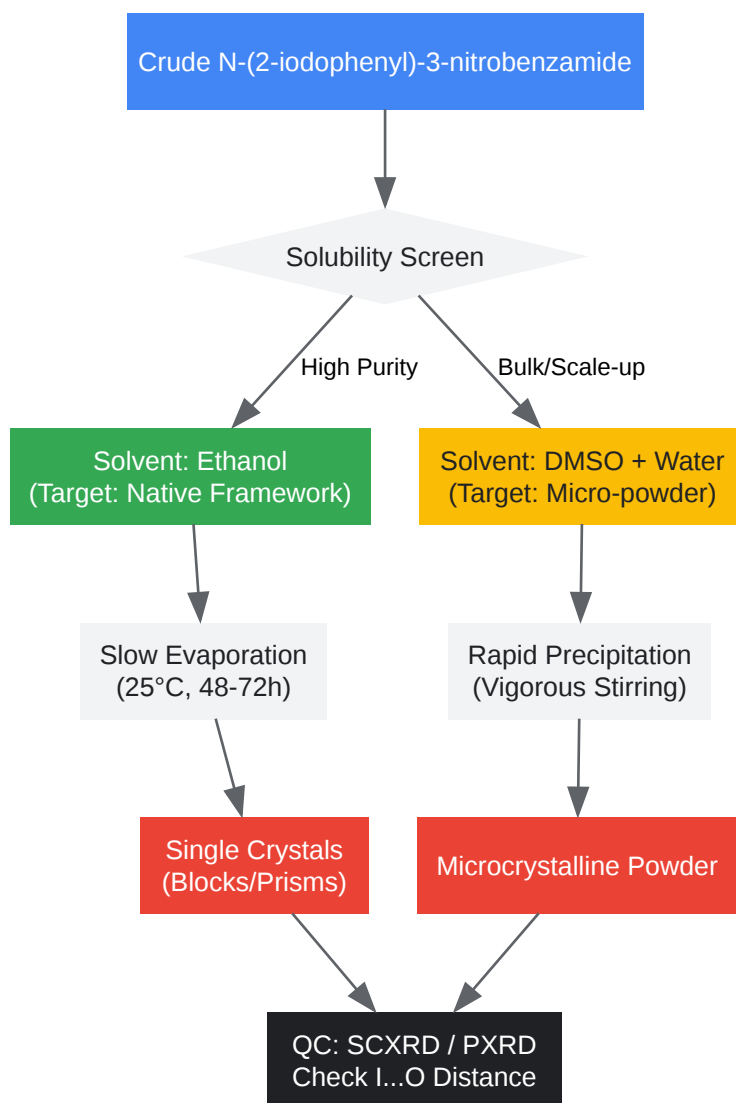 Crude N-(2-iodophenyl)-3-nitrobenzamide
Solubility Screen
High Purity
Bulk/Scale-up
Solvent: Ethanol
(Target: Native Framework)
Solvent: DMSO + Water
(Target: Micro-powder)
Slow Evaporation
(25°C, 48-72h)
Rapid Precipitation
(Vigorous Stirring)
Single Crystals
(Blocks/Prisms)
Microcrystalline Powder
QC: SCXRD / PXRD
Check I...O Distance